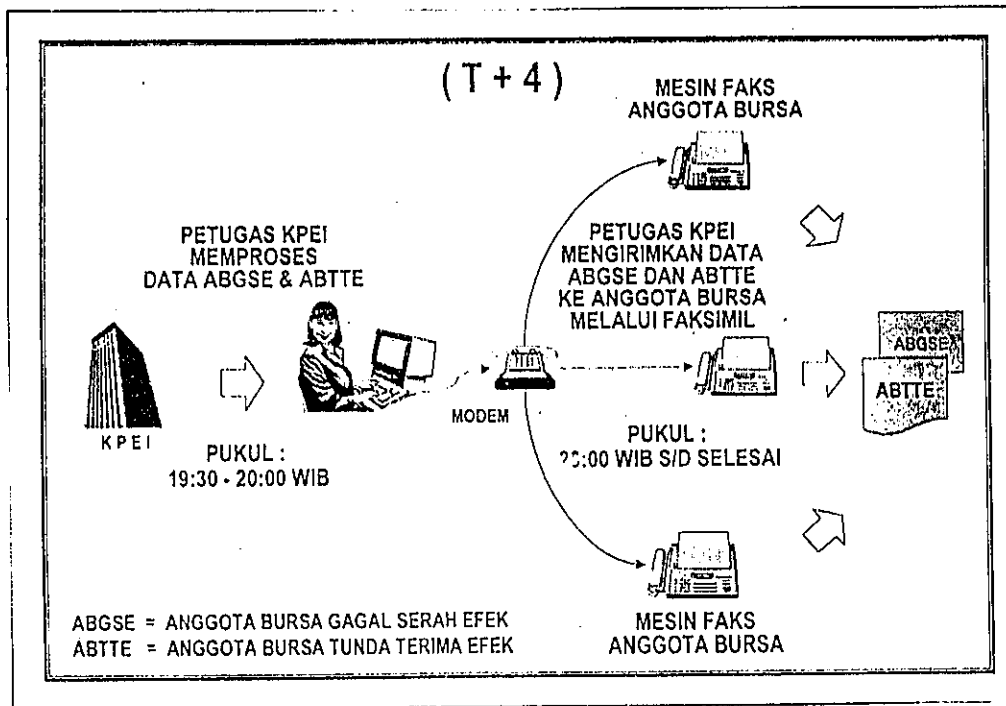 ( T + 4 )
MESIN FAKS
ANGGOTA BURSA
PETUGAS KPEI
MEMPROSES
DATA ABGSE & ABTTE
PETUGAS KPEI
MENGIRIMKAN DATA
ABGSE DAN ABTTE
KE ANGGOTA BURSA
MELALUI FAKSIMIL
KPEI
MODEM
ABGSE
ABTTE
PUKUL :
19:30 - 20:00 WIB
PUKUL :
WIB S/D SELESAI
MESIN FAKS
ANGGOTA BURSA
ABGSE = ANGGOTA BURSA GAGAL SERAH EFEK
ABTTE = ANGGOTA BURSA TUNDA TERIMA EFEK